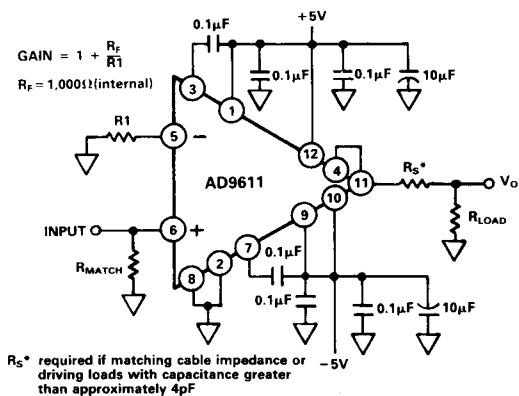 0.1µF
+5V
GAIN = 1 + RF/R1
RF = 1,000Ω (internal)
0.1µF
0.1µF
10µF
3
1
R1
5
−
12
4
11
RS*
VO
AD9611
10
9
RLOAD
INPUT
6
+
7
0.1µF
RMATCH
8
2
0.1µF
0.1µF
10µF
−5V
RS* required if matching cable impedance or
driving loads with capacitance greater
than approximately 4pF